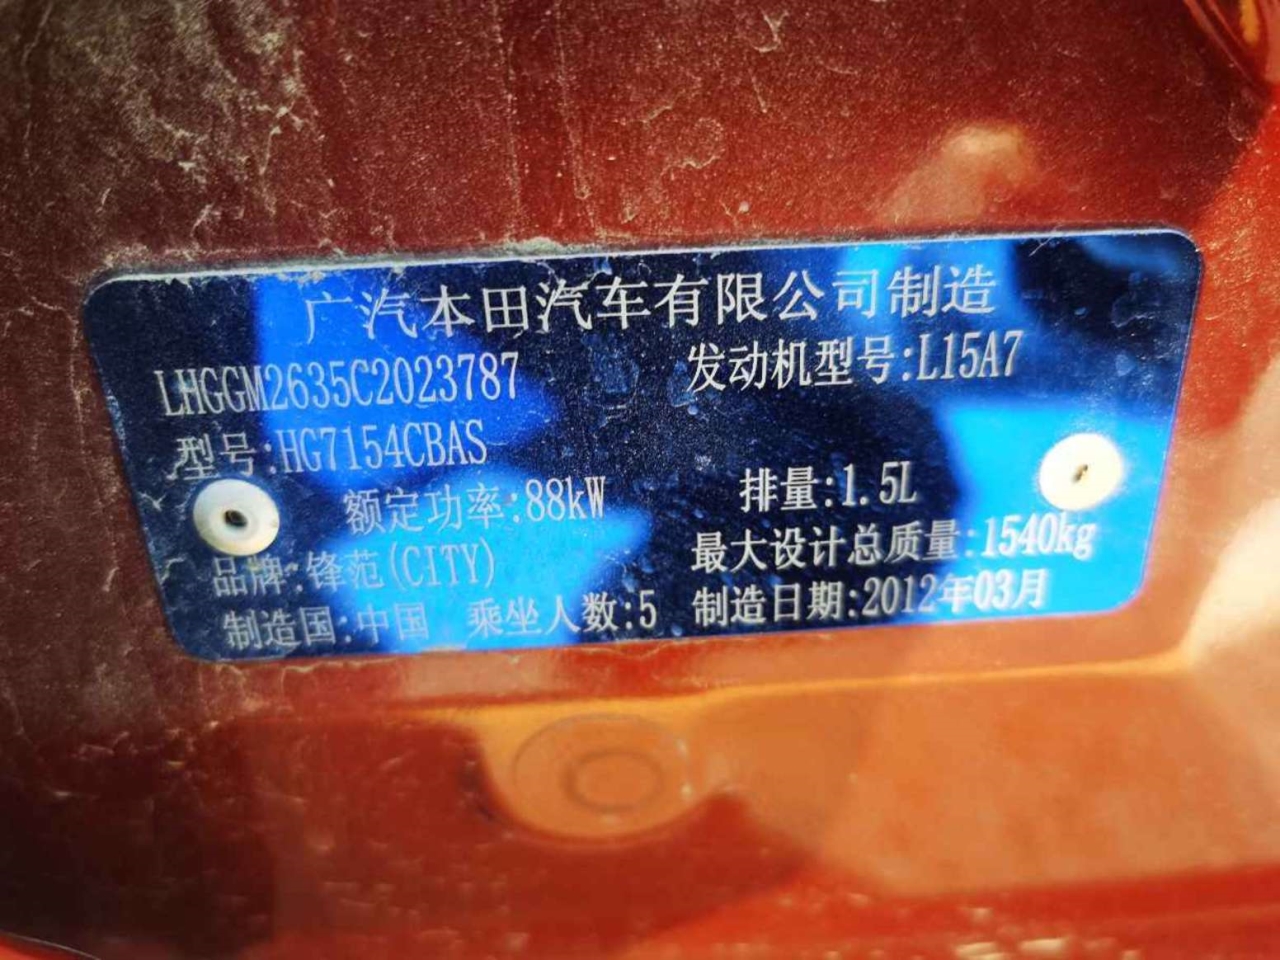 广汽本田汽车有限公司制造
LHGGM2635C2023787 发动机型号:L15A7
型号:HG7154CBAS
额定功率:88kW 排量:1.5L
品牌:锋范(CITY) 最大设计总质量:1540kg
制造国:中国 乘坐人数:5 制造日期:2012年03月